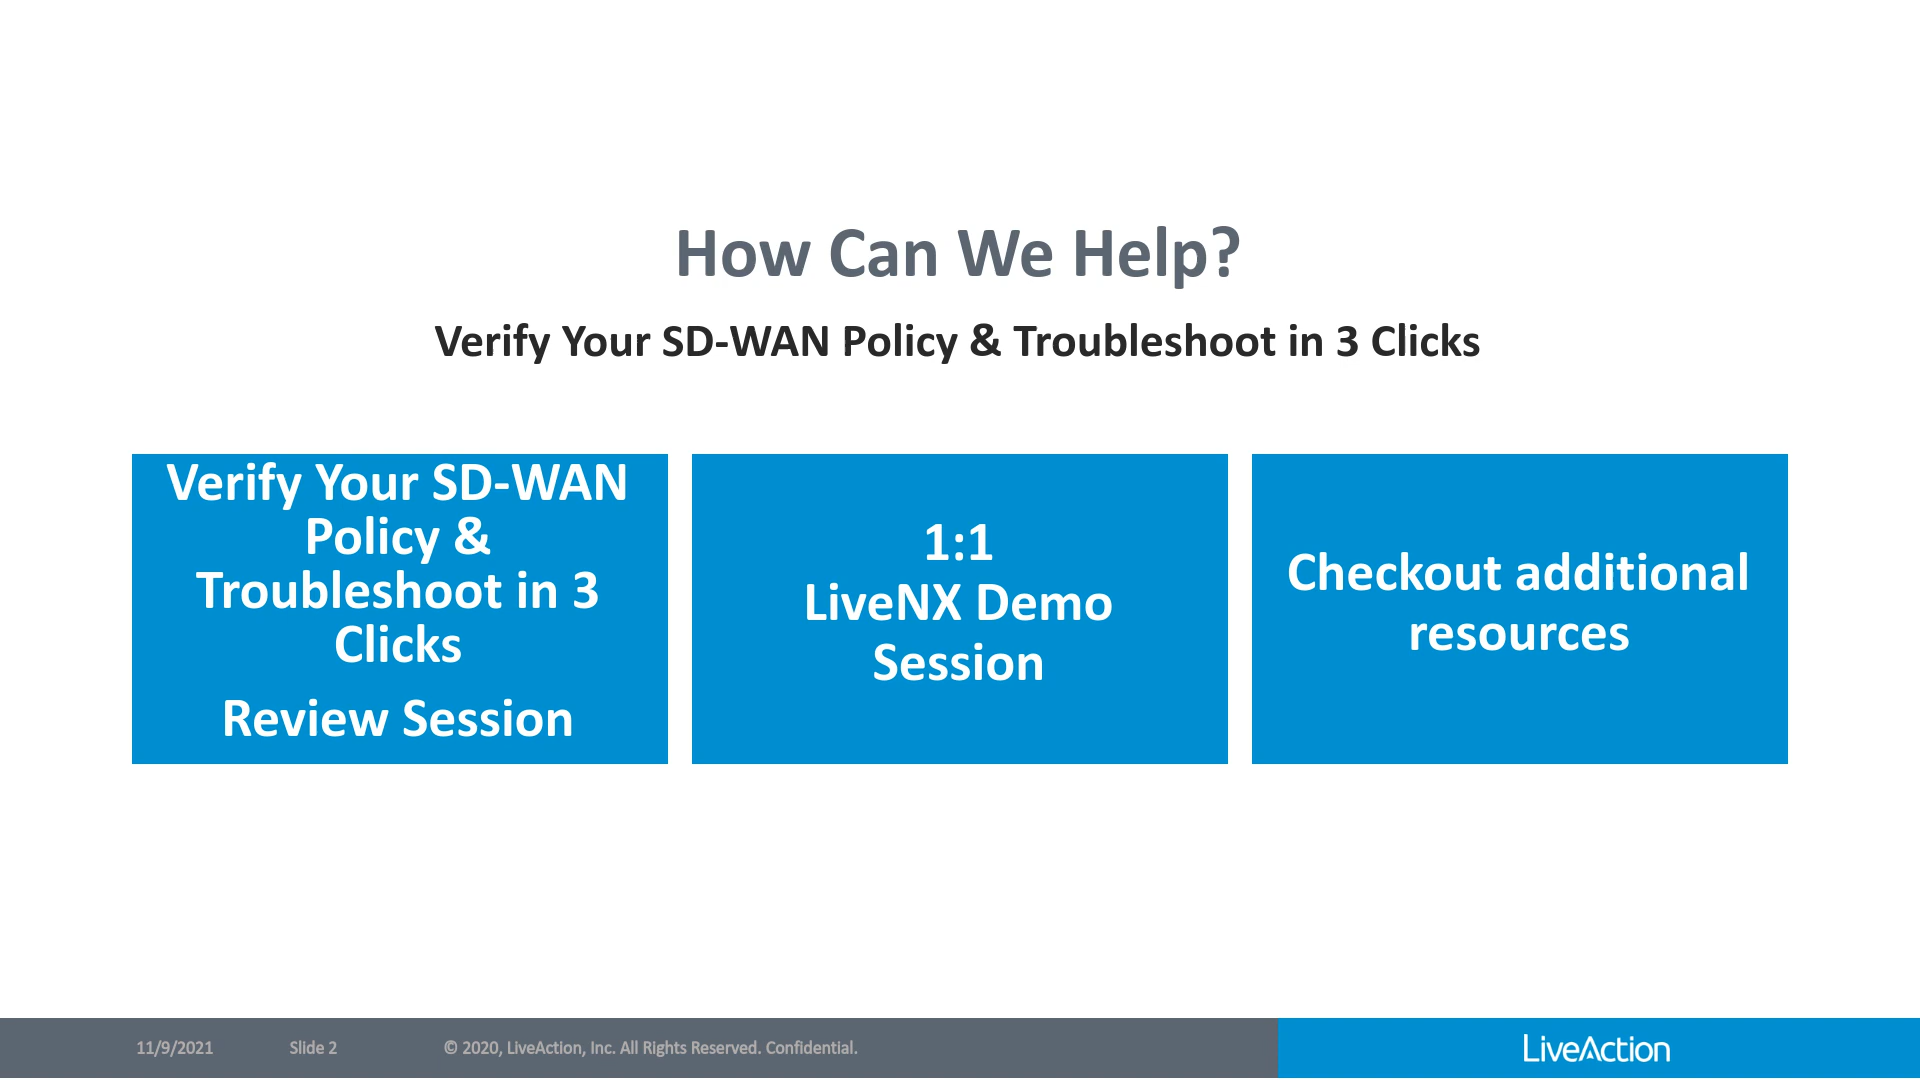 How Can We Help?
Verify Your SD-WAN Policy & Troubleshoot in 3 Clicks
Verify Your SD-WAN
Policy &
Troubleshoot in 3
Clicks
Review Session
1:1
LiveNX Demo
Session
Checkout additional
resources
11/9/2021
Slide 2
© 2020, LiveAction, Inc. All Rights Reserved. Confidential.
LiveAction